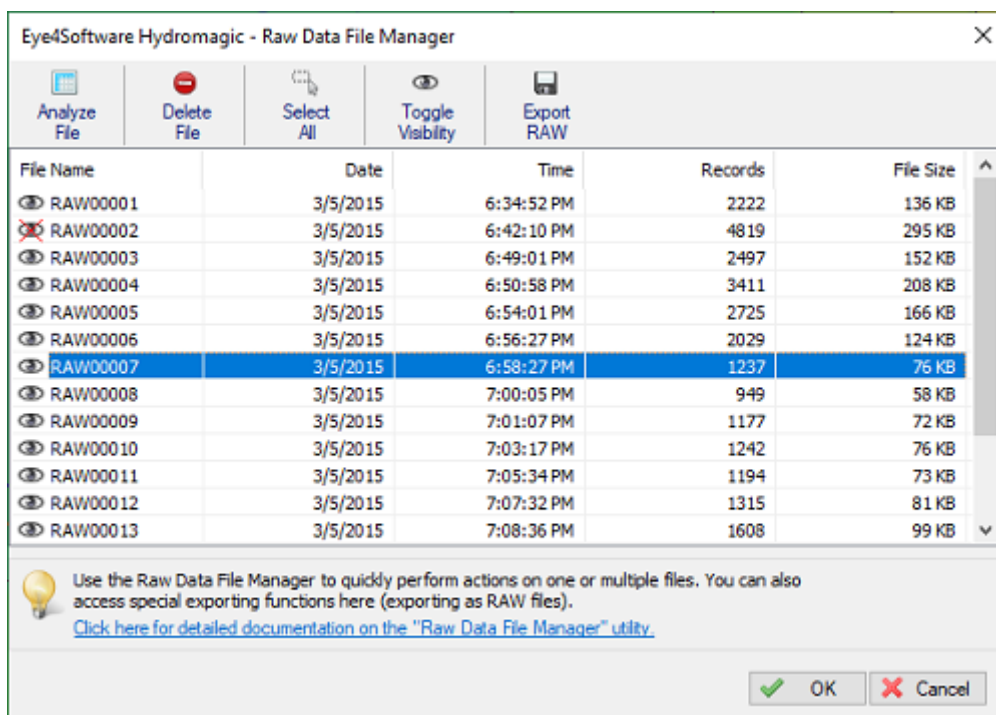 Eye4Software Hydromagic - Raw Data File Manager
Analyze File Delete File Select All Toggle Visibility Export RAW
File Name Date Time Records File Size
RAW00001 3/5/2015 6:34:52 PM 2222 136 KB
RAW00002 3/5/2015 6:42:10 PM 4819 295 KB
RAW00003 3/5/2015 6:49:01 PM 2497 152 KB
RAW00004 3/5/2015 6:50:58 PM 3411 208 KB
RAW00005 3/5/2015 6:54:01 PM 2725 166 KB
RAW00006 3/5/2015 6:56:27 PM 2029 124 KB
RAW00007 3/5/2015 6:58:27 PM 1237 76 KB
RAW00008 3/5/2015 7:00:05 PM 949 58 KB
RAW00009 3/5/2015 7:01:07 PM 1177 72 KB
RAW00010 3/5/2015 7:03:17 PM 1242 76 KB
RAW00011 3/5/2015 7:05:34 PM 1194 73 KB
RAW00012 3/5/2015 7:07:32 PM 1315 81 KB
RAW00013 3/5/2015 7:08:36 PM 1608 99 KB
Use the Raw Data File Manager to quickly perform actions on one or multiple files. You can also
access special exporting functions here (exporting as RAW files).
Click here for detailed documentation on the "Raw Data File Manager" utility.
OK Cancel